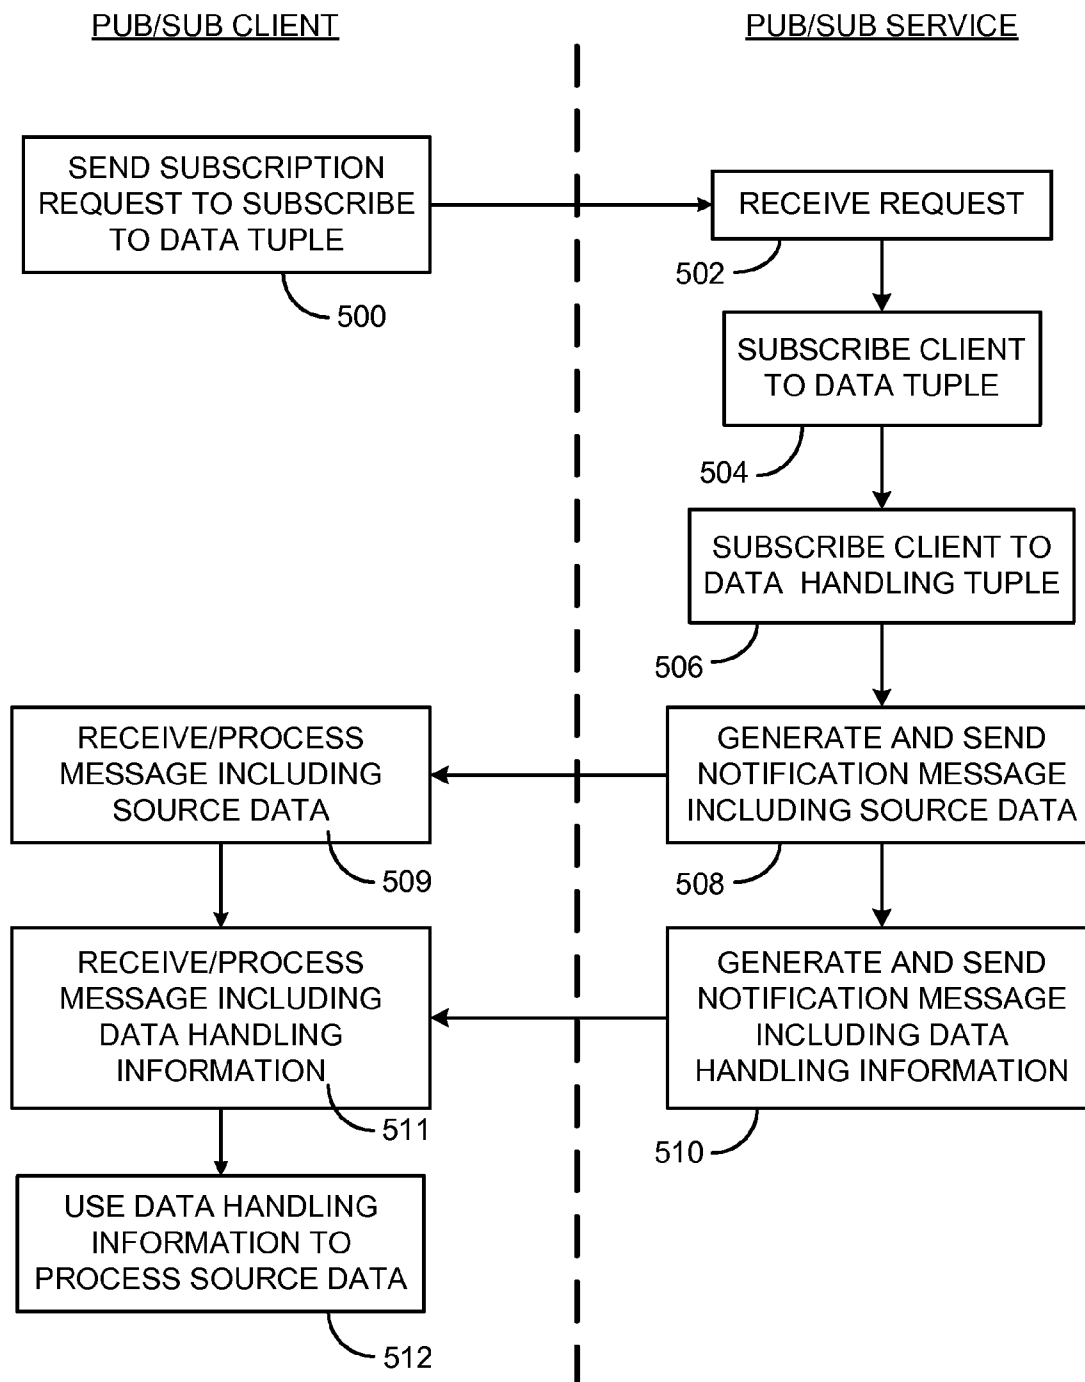 PUB/SUB CLIENT
PUB/SUB SERVICE
SEND SUBSCRIPTION
REQUEST TO SUBSCRIBE
TO DATA TUPLE
500
RECEIVE REQUEST
502
SUBSCRIBE CLIENT
TO DATA TUPLE
504
SUBSCRIBE CLIENT TO
DATA HANDLING TUPLE
506
RECEIVE/PROCESS
MESSAGE INCLUDING
SOURCE DATA
509
GENERATE AND SEND
NOTIFICATION MESSAGE
INCLUDING SOURCE DATA
508
RECEIVE/PROCESS
MESSAGE INCLUDING
DATA HANDLING
INFORMATION
511
GENERATE AND SEND
NOTIFICATION MESSAGE
INCLUDING DATA
HANDLING INFORMATION
510
USE DATA HANDLING
INFORMATION TO
PROCESS SOURCE DATA
512